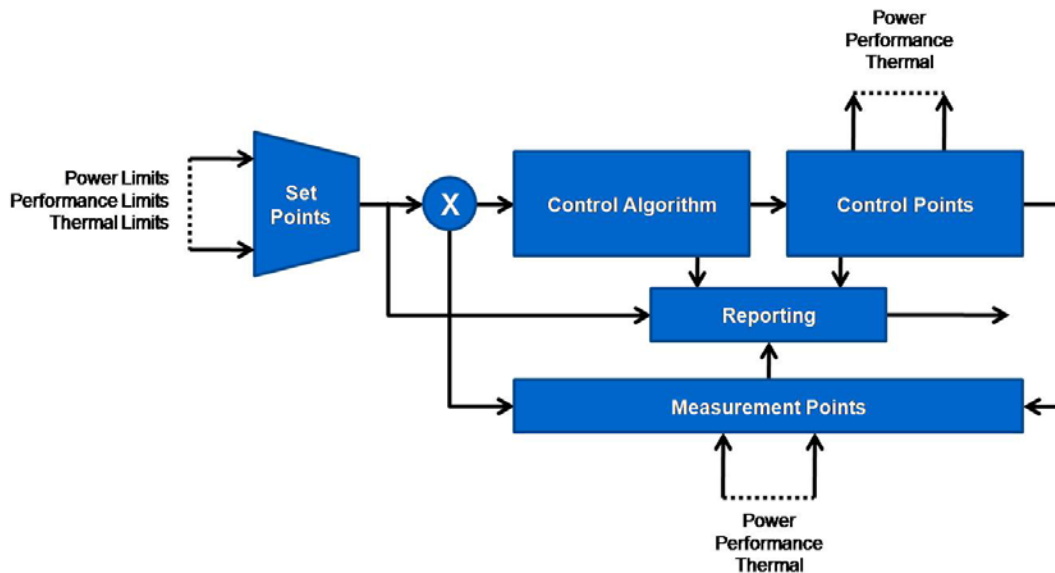 Power
Performance
Thermal
Power Limits
Performance Limits
Thermal Limits
Set
Points
X
Control Algorithm
Control Points
Reporting
Measurement Points
Power
Performance
Thermal